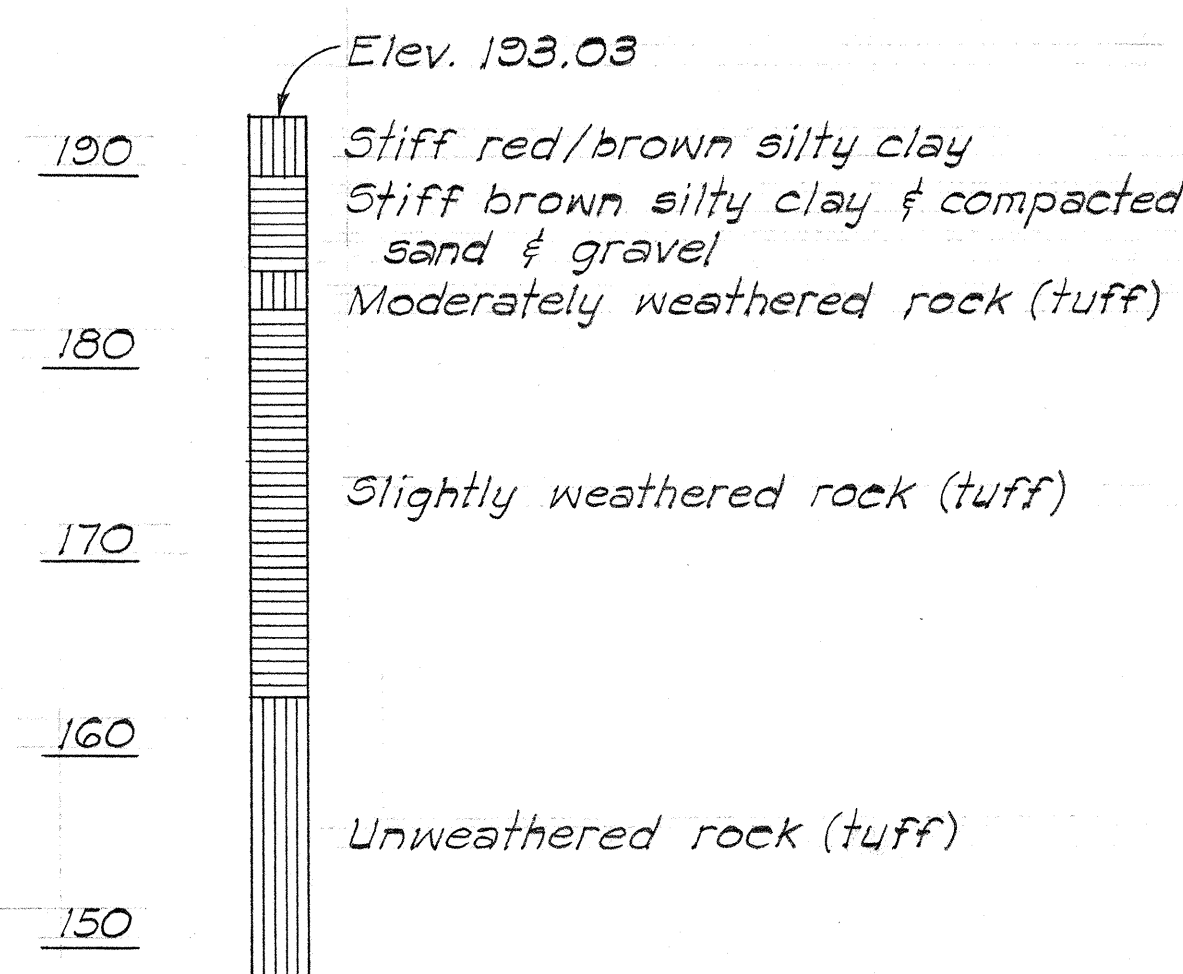 Elev. 193.03
190
Stiff red/brown silty clay
Stiff brown silty clay & compacted
sand & gravel
Moderately weathered rock (tuff)
180
Slightly weathered rock (tuff)
170
160
Unweathered rock (tuff)
150